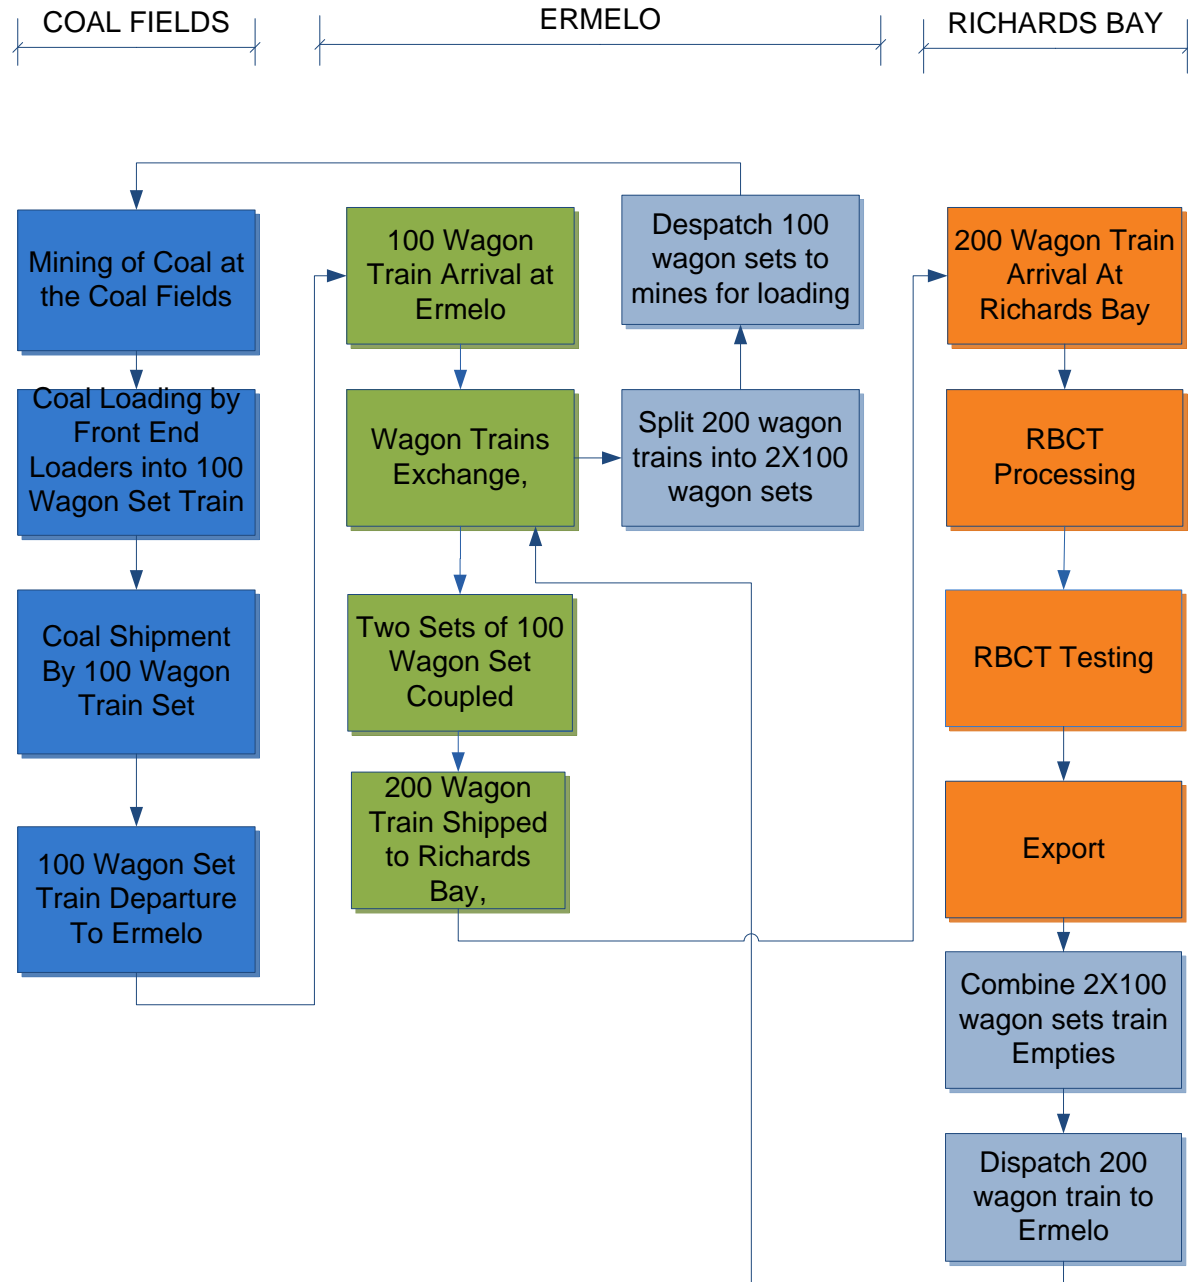 COAL FIELDS
ERMELO
RICHARDS BAY
Mining of Coal at
the Coal Fields
Coal Loading by
Front End
Loaders into 100
Wagon Set Train
Coal Shipment
By 100 Wagon
Train Set
100 Wagon Set
Train Departure
To Ermelo
100 Wagon
Train Arrival at
Ermelo
Wagon Trains
Exchange,
Two Sets of 100
Wagon Set
Coupled
200 Wagon
Train Shipped
to Richards
Bay,
Despatch 100
wagon sets to
mines for loading
Split 200 wagon
trains into 2X100
wagon sets
200 Wagon Train
Arrival At
Richards Bay
RBCT
Processing
RBCT Testing
Export
Combine 2X100
wagon sets train
Empties
Dispatch 200
wagon train to
Ermelo